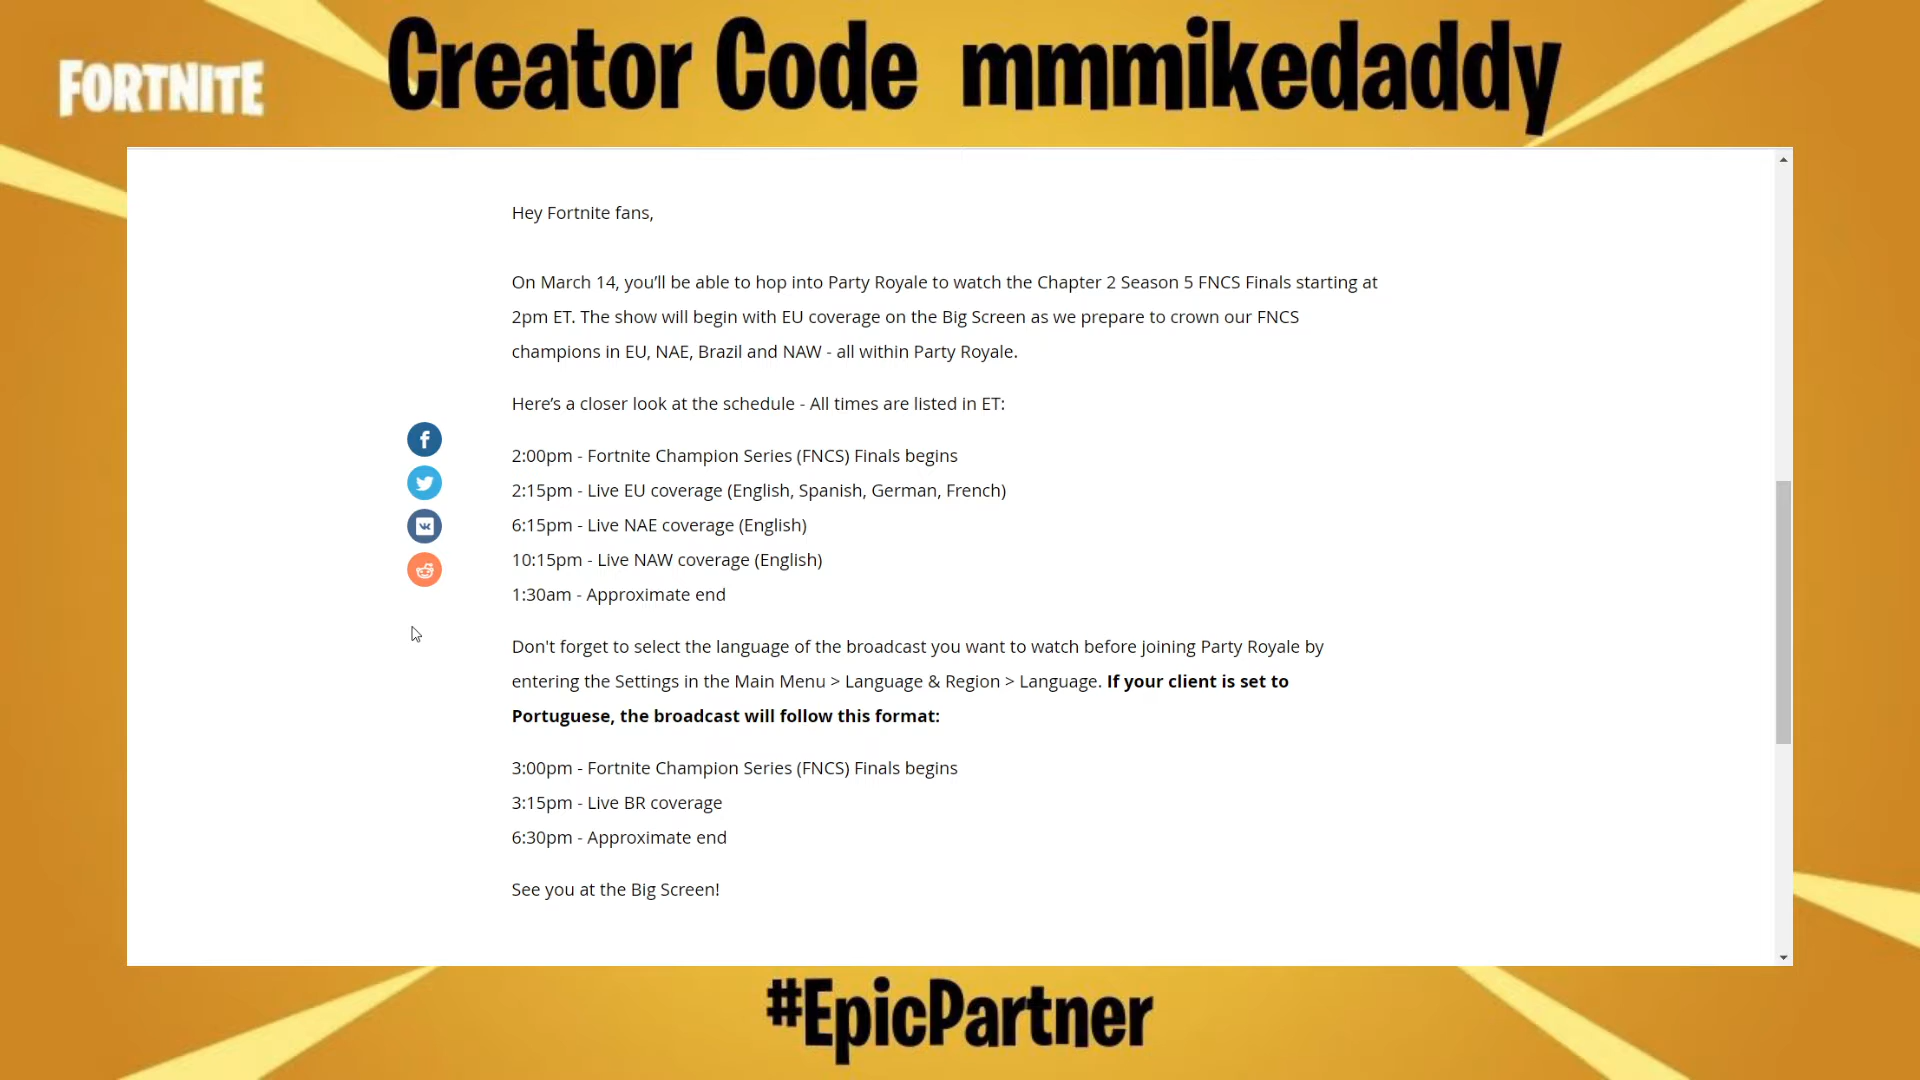 FORTNITE
Creator Code mmmikedaddy
Hey Fortnite fans,
On March 14, you’ll be able to hop into Party Royale to watch the Chapter 2 Season 5 FNCS Finals starting at
2pm ET. The show will begin with EU coverage on the Big Screen as we prepare to crown our FNCS
champions in EU, NAE, Brazil and NAW - all within Party Royale.
Here’s a closer look at the schedule - All times are listed in ET:
2:00pm - Fortnite Champion Series (FNCS) Finals begins
2:15pm - Live EU coverage (English, Spanish, German, French)
6:15pm - Live NAE coverage (English)
10:15pm - Live NAW coverage (English)
1:30am - Approximate end
Don't forget to select the language of the broadcast you want to watch before joining Party Royale by
entering the Settings in the Main Menu > Language & Region > Language. If your client is set to
Portuguese, the broadcast will follow this format:
3:00pm - Fortnite Champion Series (FNCS) Finals begins
3:15pm - Live BR coverage
6:30pm - Approximate end
See you at the Big Screen!
#EpicPartner